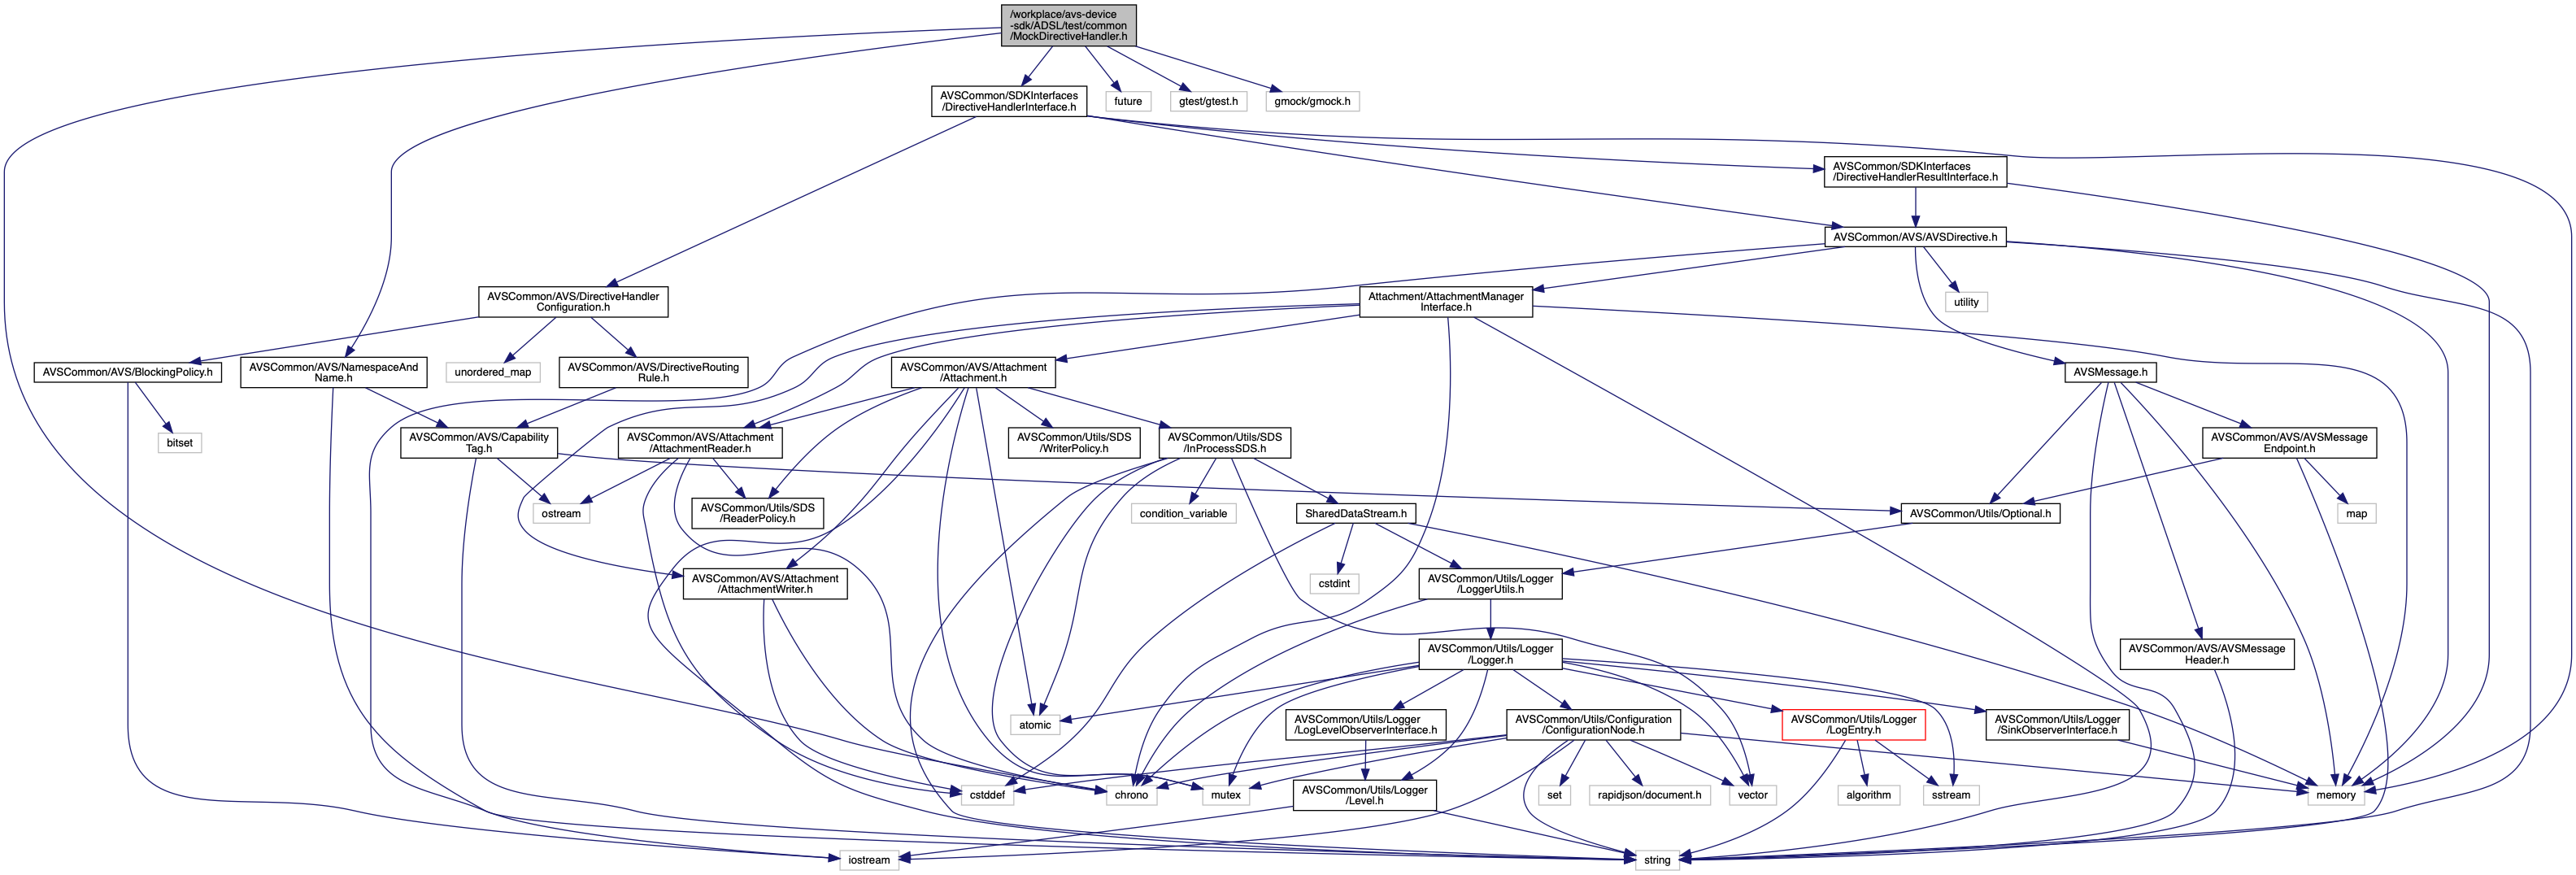 /workplace/avs-device
-sdk/ADSL/test/common
/MockDirectiveHandler.h
AVSCommon/SDKInterfaces
/DirectiveHandlerInterface.h
future
gtest/gtest.h
gmock/gmock.h
AVSCommon/SDKInterfaces
/DirectiveHandlerResultInterface.h
AVSCommon/AVS/AVSDirective.h
AVSCommon/AVS/DirectiveHandler
Configuration.h
Attachment/AttachmentManager
Interface.h
utility
AVSCommon/AVS/BlockingPolicy.h
AVSCommon/AVS/NamespaceAnd
Name.h
unordered_map
AVSCommon/AVS/DirectiveRouting
Rule.h
AVSCommon/AVS/Attachment
/Attachment.h
AVSMessage.h
bitset
AVSCommon/AVS/Capability
Tag.h
AVSCommon/AVS/Attachment
/AttachmentReader.h
AVSCommon/Utils/SDS
/WriterPolicy.h
AVSCommon/Utils/SDS
/InProcessSDS.h
AVSCommon/AVS/AVSMessage
Endpoint.h
ostream
AVSCommon/Utils/SDS
/ReaderPolicy.h
condition_variable
SharedDataStream.h
AVSCommon/Utils/Optional.h
map
AVSCommon/AVS/Attachment
/AttachmentWriter.h
cstdint
AVSCommon/Utils/Logger
/LoggerUtils.h
AVSCommon/Utils/Logger
/Logger.h
AVSCommon/AVS/AVSMessage
Header.h
atomic
AVSCommon/Utils/Logger
/LogLevelObserverInterface.h
AVSCommon/Utils/Configuration
/ConfigurationNode.h
AVSCommon/Utils/Logger
/LogEntry.h
AVSCommon/Utils/Logger
/SinkObserverInterface.h
cstddef
chrono
mutex
AVSCommon/Utils/Logger
/Level.h
set
rapidjson/document.h
vector
algorithm
sstream
memory
iostream
string